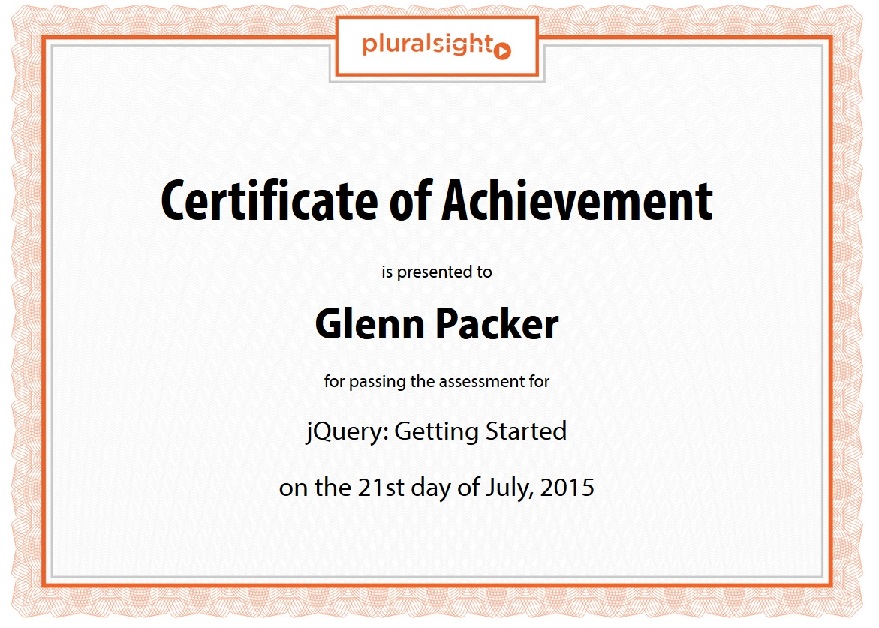 pluralsight
Certificate of Achievement
is presented to
Glenn Packer
for passing the assessment for
jQuery: Getting Started
on the 21st day of July, 2015